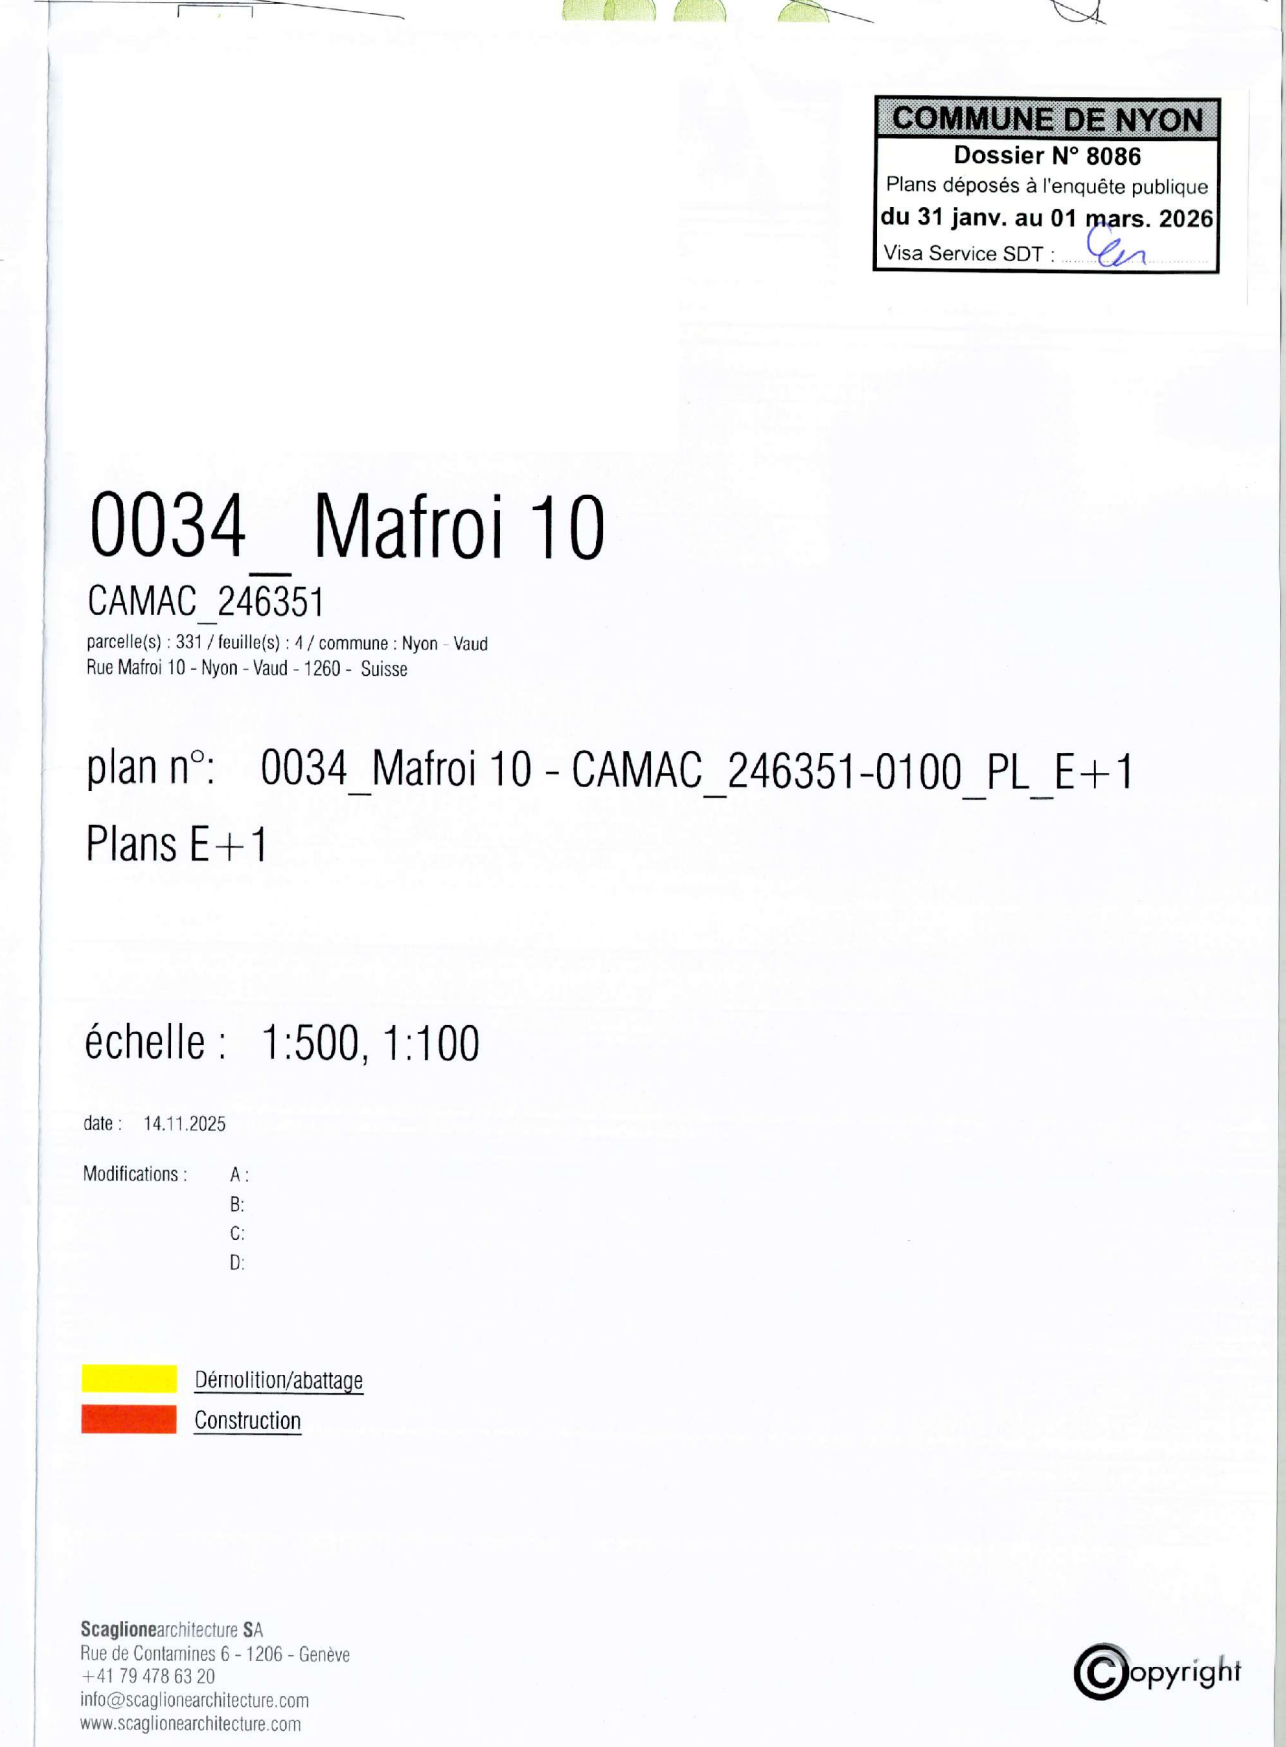 COMMUNE DE NYON
Dossier N° 8086
Plans déposés à l'enquête publique
du 31 janv. au 01 mars. 2026
Visa Service SDT :
0034_ Mafroi 10
CAMAC_246351
parcelle(s) : 331 / feuille(s) : 4 / commune : Nyon - Vaud
Rue Mafroi 10 - Nyon - Vaud - 1260 - Suisse
plan n°: 0034_Mafroi 10 - CAMAC_246351-0100_PL_E+1
Plans E+1
échelle : 1:500, 1:100
date : 14.11.2025
Modifications : A :
B:
C:
D:
Démolition/abattage
Construction
Scaglionearchitecture SA
Rue de Contamines 6 - 1206 - Genève
+41 79 478 63 20
info@scaglionearchitecture.com
www.scaglionearchitecture.com
©opyright